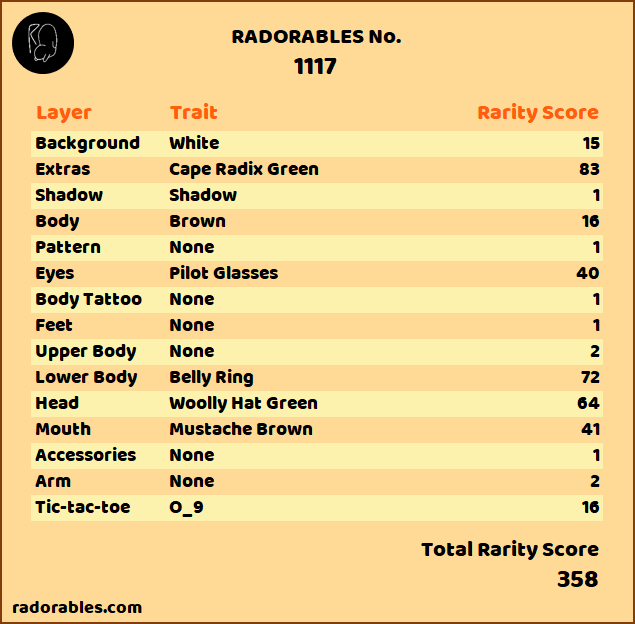 RADORABLES No.
1117
Layer Trait Rarity Score
Background White 15
Extras Cape Radix Green 83
Shadow Shadow 1
Body Brown 16
Pattern None 1
Eyes Pilot Glasses 40
Body Tattoo None 1
Feet None 1
Upper Body None 2
Lower Body Belly Ring 72
Head Woolly Hat Green 64
Mouth Mustache Brown 41
Accessories None 1
Arm None 2
Tic-tac-toe O_9 16
Total Rarity Score
358
radorables.com